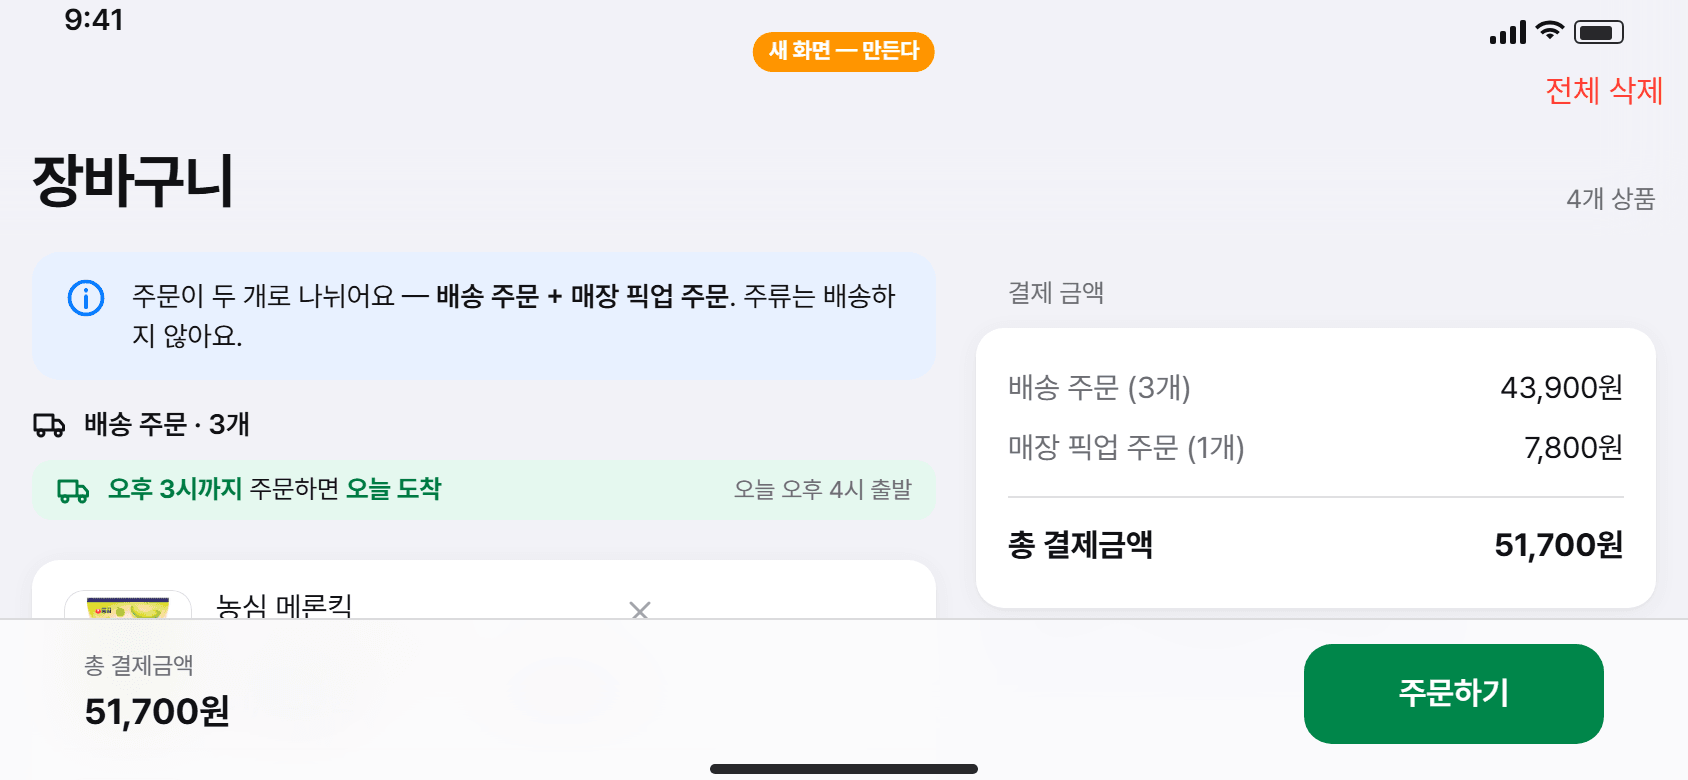 9:41
새 화면 — 만든다
전체 삭제
장바구니
4개 상품
주문이 두 개로 나뉘어요 — 배송 주문 + 매장 픽업 주문. 주류는 배송하
지 않아요.
배송 주문 · 3개
오후 3시까지 주문하면 오늘 도착
오늘 오후 4시 출발
농심 메론킥
결제 금액
배송 주문 (3개) 43,900원
매장 픽업 주문 (1개) 7,800원
총 결제금액 51,700원
총 결제금액
51,700원
주문하기